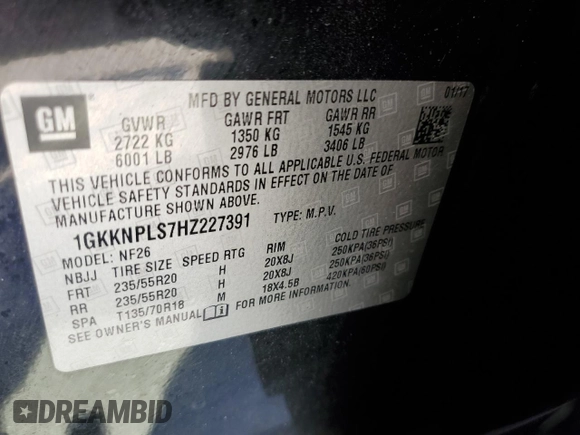 GM
MFD BY GENERAL MOTORS LLC
01/17
GVWR GAWR FRT GAWR RR
2722 KG 1350 KG 1545 KG
6001 LB 2976 LB 3406 LB
THIS VEHICLE CONFORMS TO ALL APPLICABLE U.S. FEDERAL MOTOR
VEHICLE SAFETY STANDARDS IN EFFECT ON THE DATE OF
MANUFACTURE SHOWN ABOVE.
1GKKNPLS7HZ227391 TYPE: M.P.V.
MODEL: NF26
NBJJ TIRE SIZE SPEED RTG RIM COLD TIRE PRESSURE
FRT 235/55R20 H 20X8J 250KPA(36PSI)
RR 235/55R20 H 20X8J 250KPA(36PSI)
SPA T135/70R18 M 18X4.5B 420KPA(60PSI)
SEE OWNER'S MANUAL FOR MORE INFORMATION.
DREAMBID